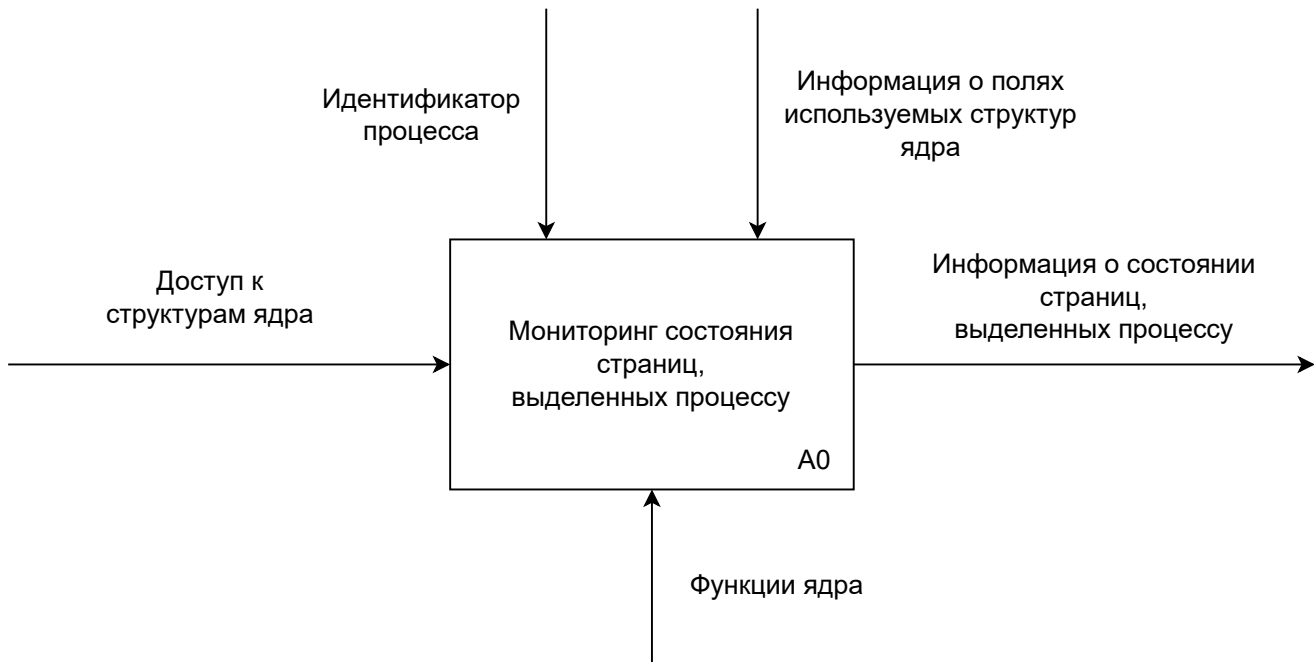 Идентификатор
процесса
Информация о полях
используемых структур
ядра
Доступ к
структурам ядра
Мониторинг состояния
страниц,
выделенных процессу
A0
Информация о состоянии
страниц,
выделенных процессу
Функции ядра